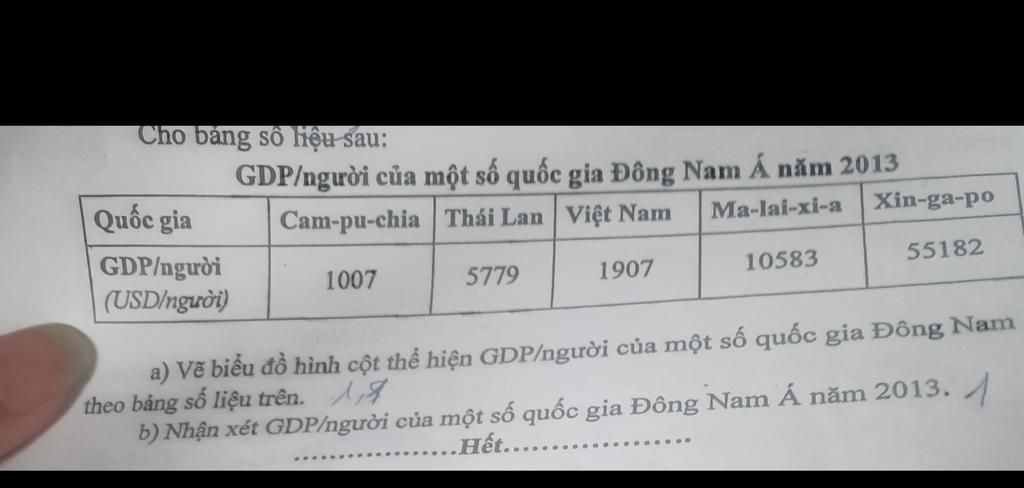 Cho bảng số liệu sau:
GDP/người của một số quốc gia Đông Nam Á năm 2013
Quốc gia Cam-pu-chia Thái Lan Việt Nam Ma-lai-xi-a Xin-ga-po
GDP/người (USD/người) 1007 5779 1907 10583 55182
a) Vẽ biểu đồ hình cột thể hiện GDP/người của một số quốc gia Đông Nam
theo bảng số liệu trên.
b) Nhận xét GDP/người của một số quốc gia Đông Nam Á năm 2013. 1
..................Hết...................